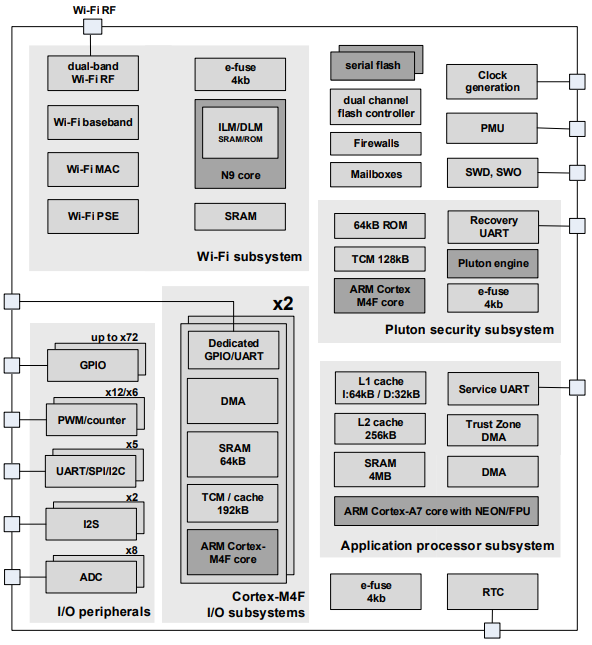 Wi-Fi RF
dual-band
Wi-Fi RF
Wi-Fi baseband
Wi-Fi MAC
Wi-Fi PSE
e-fuse
4kb
ILM/DLM
SRAM/ROM
N9 core
SRAM
Wi-Fi subsystem
serial flash
dual channel
flash controller
Firewalls
Mailboxes
Clock
generation
PMU
SWD, SWO
64kB ROM
TCM 128kB
ARM Cortex
M4F core
Recovery
UART
Pluton engine
e-fuse
4kb
Pluton security subsystem
up to x72
GPIO
x12/x6
PWM/counter
x5
UART/SPI/I2C
x2
I2S
x8
ADC
I/O peripherals
x2
Dedicated
GPIO/UART
DMA
SRAM
64kB
TCM / cache
192kB
ARM Cortex-
M4F core
Cortex-M4F
I/O subsystems
L1 cache
I:64kB / D:32kB
L2 cache
256kB
SRAM
4MB
Service UART
Trust Zone
DMA
DMA
ARM Cortex-A7 core with NEON/FPU
Application processor subsystem
e-fuse
4kb
RTC